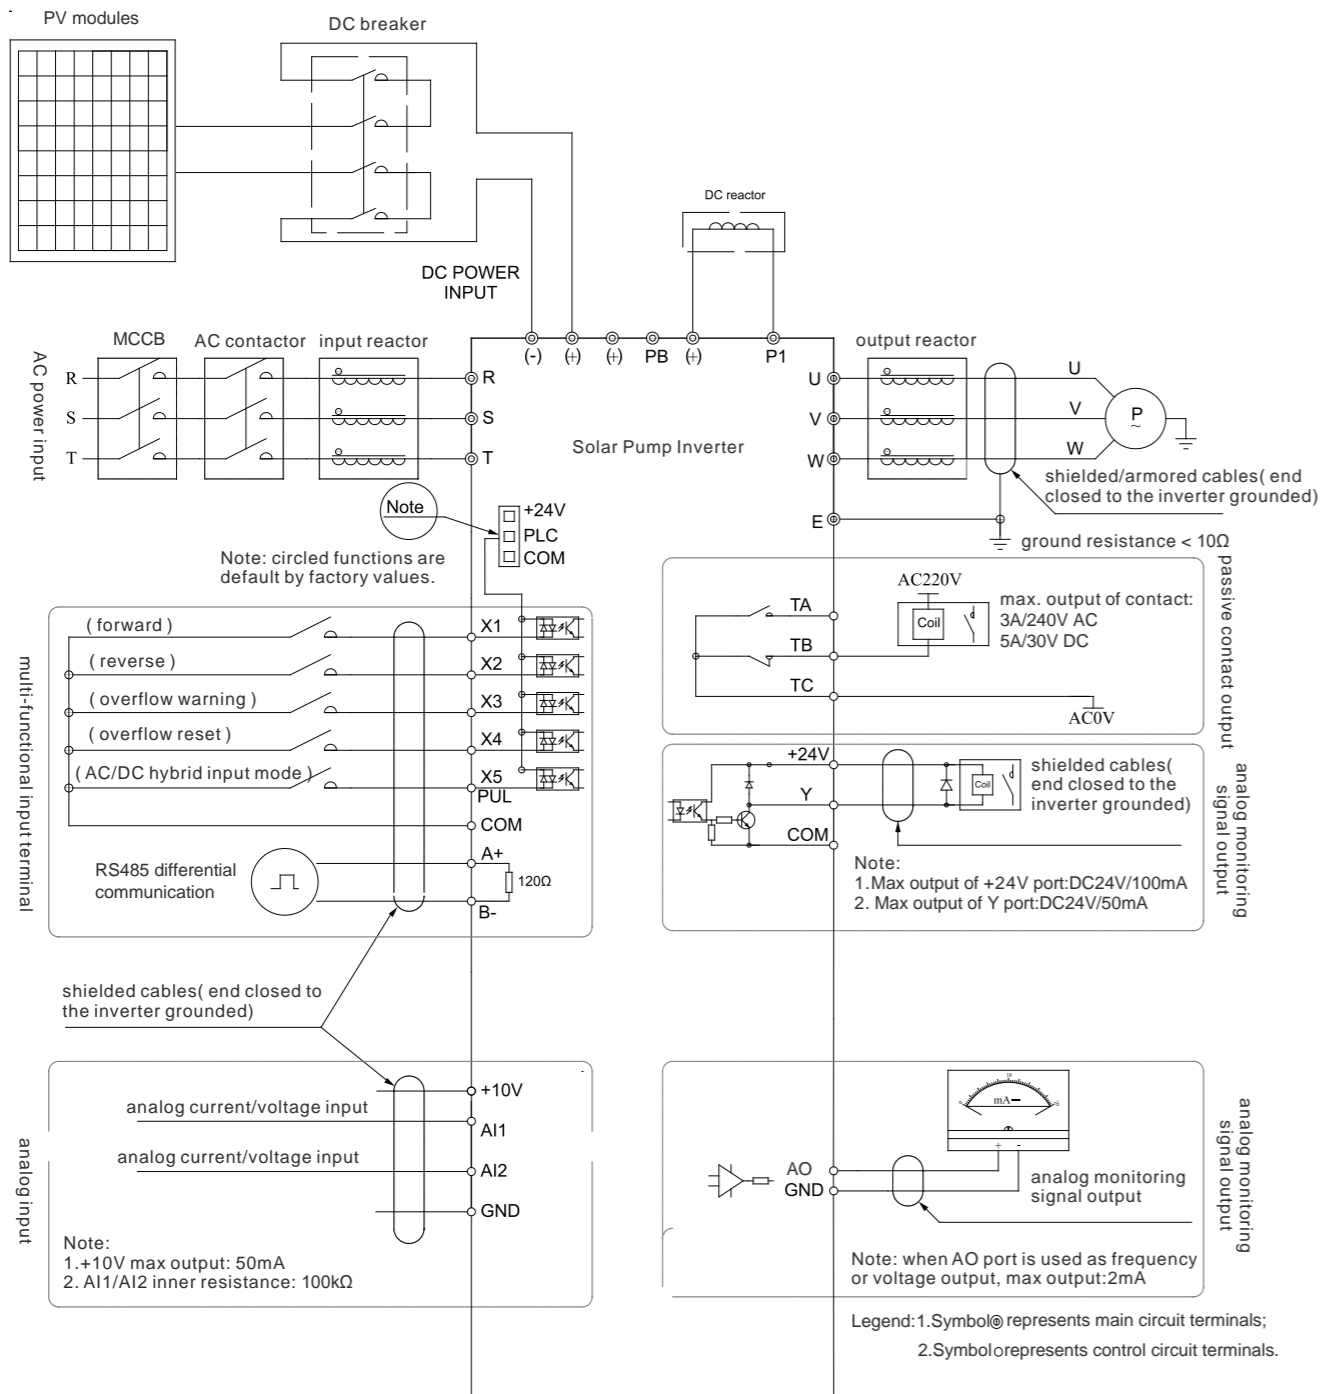 PV modules
DC breaker
DC reactor
DC POWER
INPUT
(-)
(+)
(+)
PB
(+)
P1
AC power input
MCCB
AC contactor
input reactor
R
S
T
R
S
T
Solar Pump Inverter
U
V
W
E
output reactor
U
V
W
P
~
shielded/armored cables( end
closed to the inverter grounded)
ground resistance < 10Ω
Note
+24V
PLC
COM
Note: circled functions are
default by factory values.
multi-functional input terminal
( forward )
( reverse )
( overflow warning )
( overflow reset )
( AC/DC hybrid input mode )
X1
X2
X3
X4
X5
PUL
COM
A+
B-
120Ω
RS485 differential
communication
shielded cables( end closed to
the inverter grounded)
analog input
+10V
analog current/voltage input
AI1
analog current/voltage input
AI2
GND
Note:
1.+10V max output: 50mA
2. AI1/AI2 inner resistance: 100kΩ
passive contact output
TA
TB
TC
AC220V
Coil
max. output of contact:
3A/240V AC
5A/30V DC
AC0V
analog monitoring
signal output
+24V
Y
COM
Coil
shielded cables(
end closed to the
inverter grounded)
Note:
1.Max output of +24V port:DC24V/100mA
2. Max output of Y port:DC24V/50mA
analog monitoring
signal output
0
10
20
mA
+
-
AO
GND
analog monitoring
signal output
Note: when AO port is used as frequency
or voltage output, max output:2mA
Legend:1.Symbol represents main circuit terminals;
2.Symbol represents control circuit terminals.